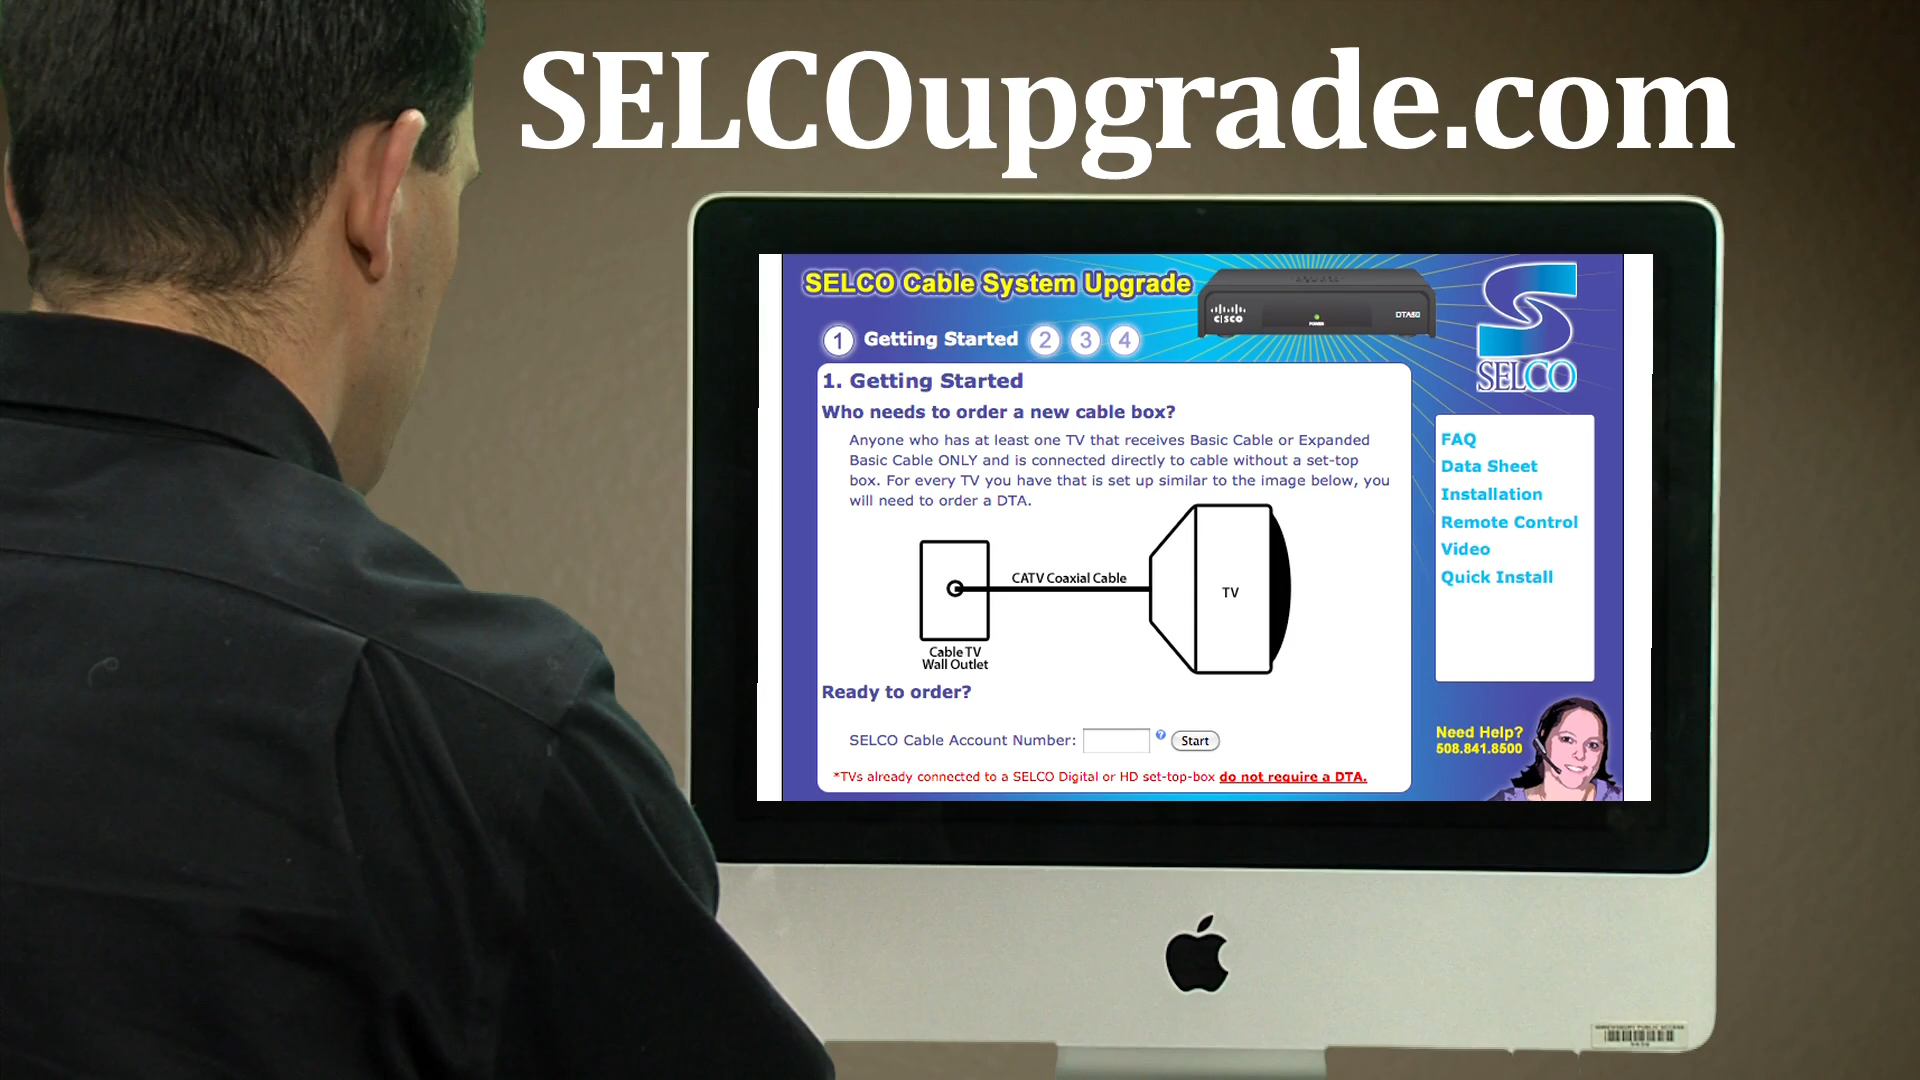 SELCOupgrade.com
SELCO Cable System Upgrade
CISCO
POWER
DTA50
1 Getting Started 2 3 4
SELCO
1. Getting Started
Who needs to order a new cable box?
Anyone who has at least one TV that receives Basic Cable or Expanded
Basic Cable ONLY and is connected directly to cable without a set-top
box. For every TV you have that is set up similar to the image below, you
will need to order a DTA.
CATV Coaxial Cable
TV
Cable TV
Wall Outlet
Ready to order?
SELCO Cable Account Number: ? Start
*TVs already connected to a SELCO Digital or HD set-top-box do not require a DTA.
FAQ
Data Sheet
Installation
Remote Control
Video
Quick Install
Need Help?
508.841.8500
SHREWSBURY PUBLIC ACCESS